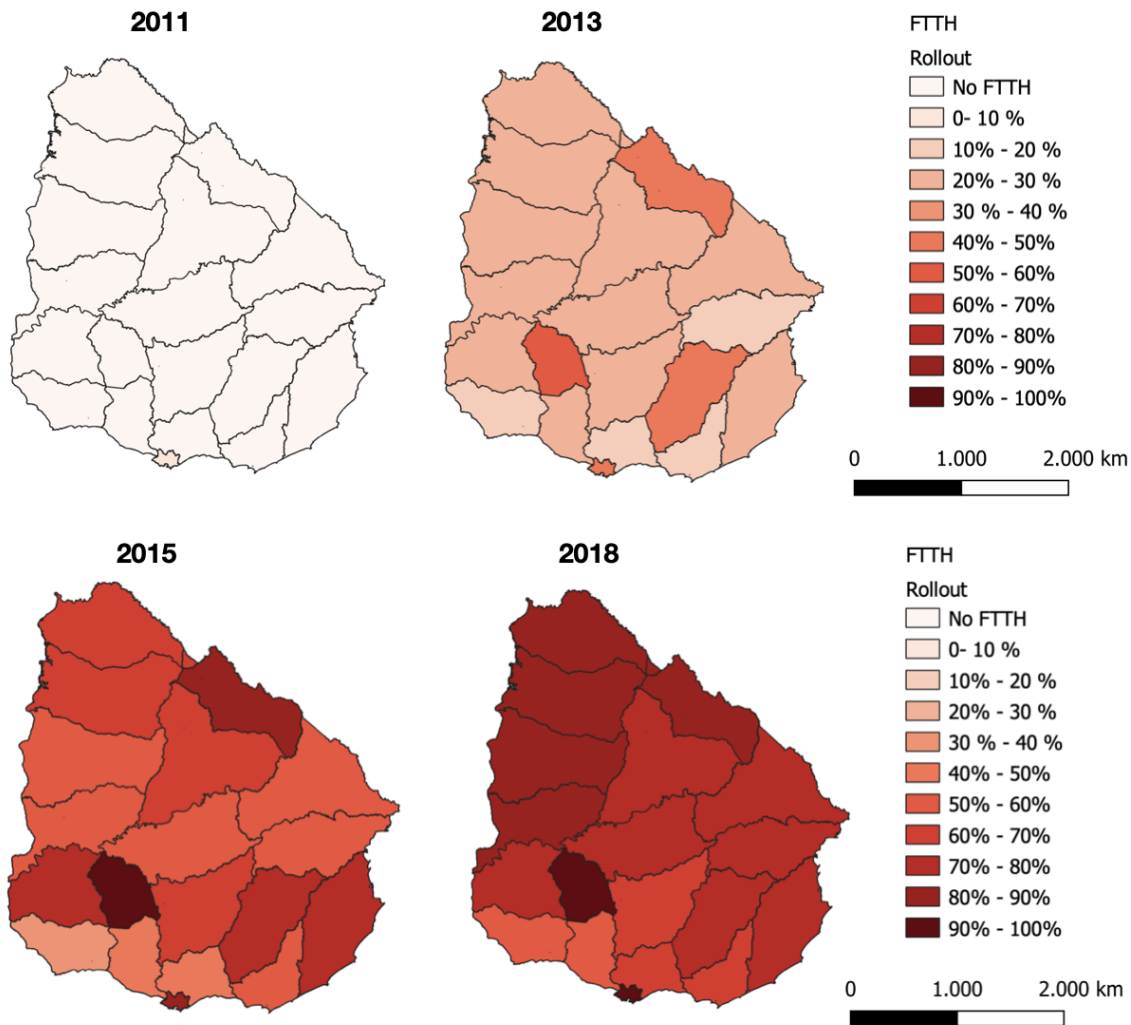 2011
2013
FTTH
Rollout
No FTTH
0- 10 %
10% - 20 %
20% - 30 %
30 % - 40 %
40% - 50%
50% - 60%
60% - 70%
70% - 80%
80% - 90%
90% - 100%
0 1.000 2.000 km
2015
2018
FTTH
Rollout
No FTTH
0- 10 %
10% - 20 %
20% - 30 %
30 % - 40 %
40% - 50%
50% - 60%
60% - 70%
70% - 80%
80% - 90%
90% - 100%
0 1.000 2.000 km